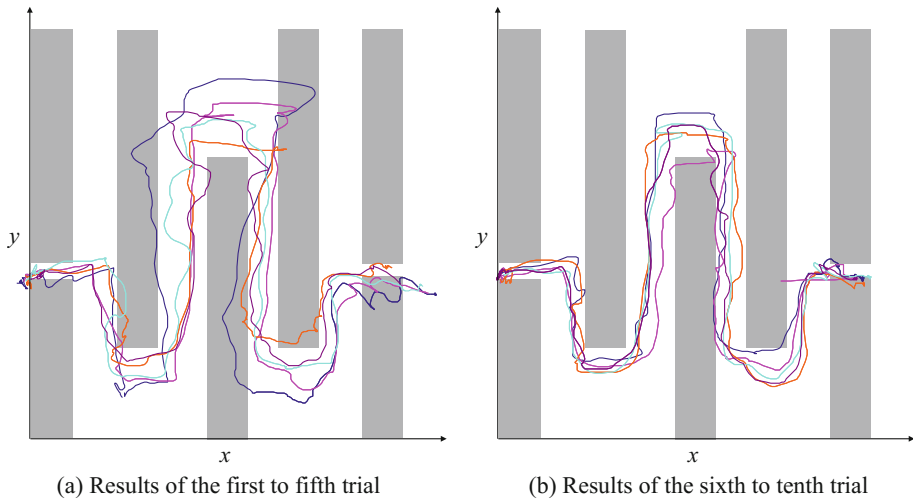 y
x
(a) Results of the first to fifth trial
y
x
(b) Results of the sixth to tenth trial